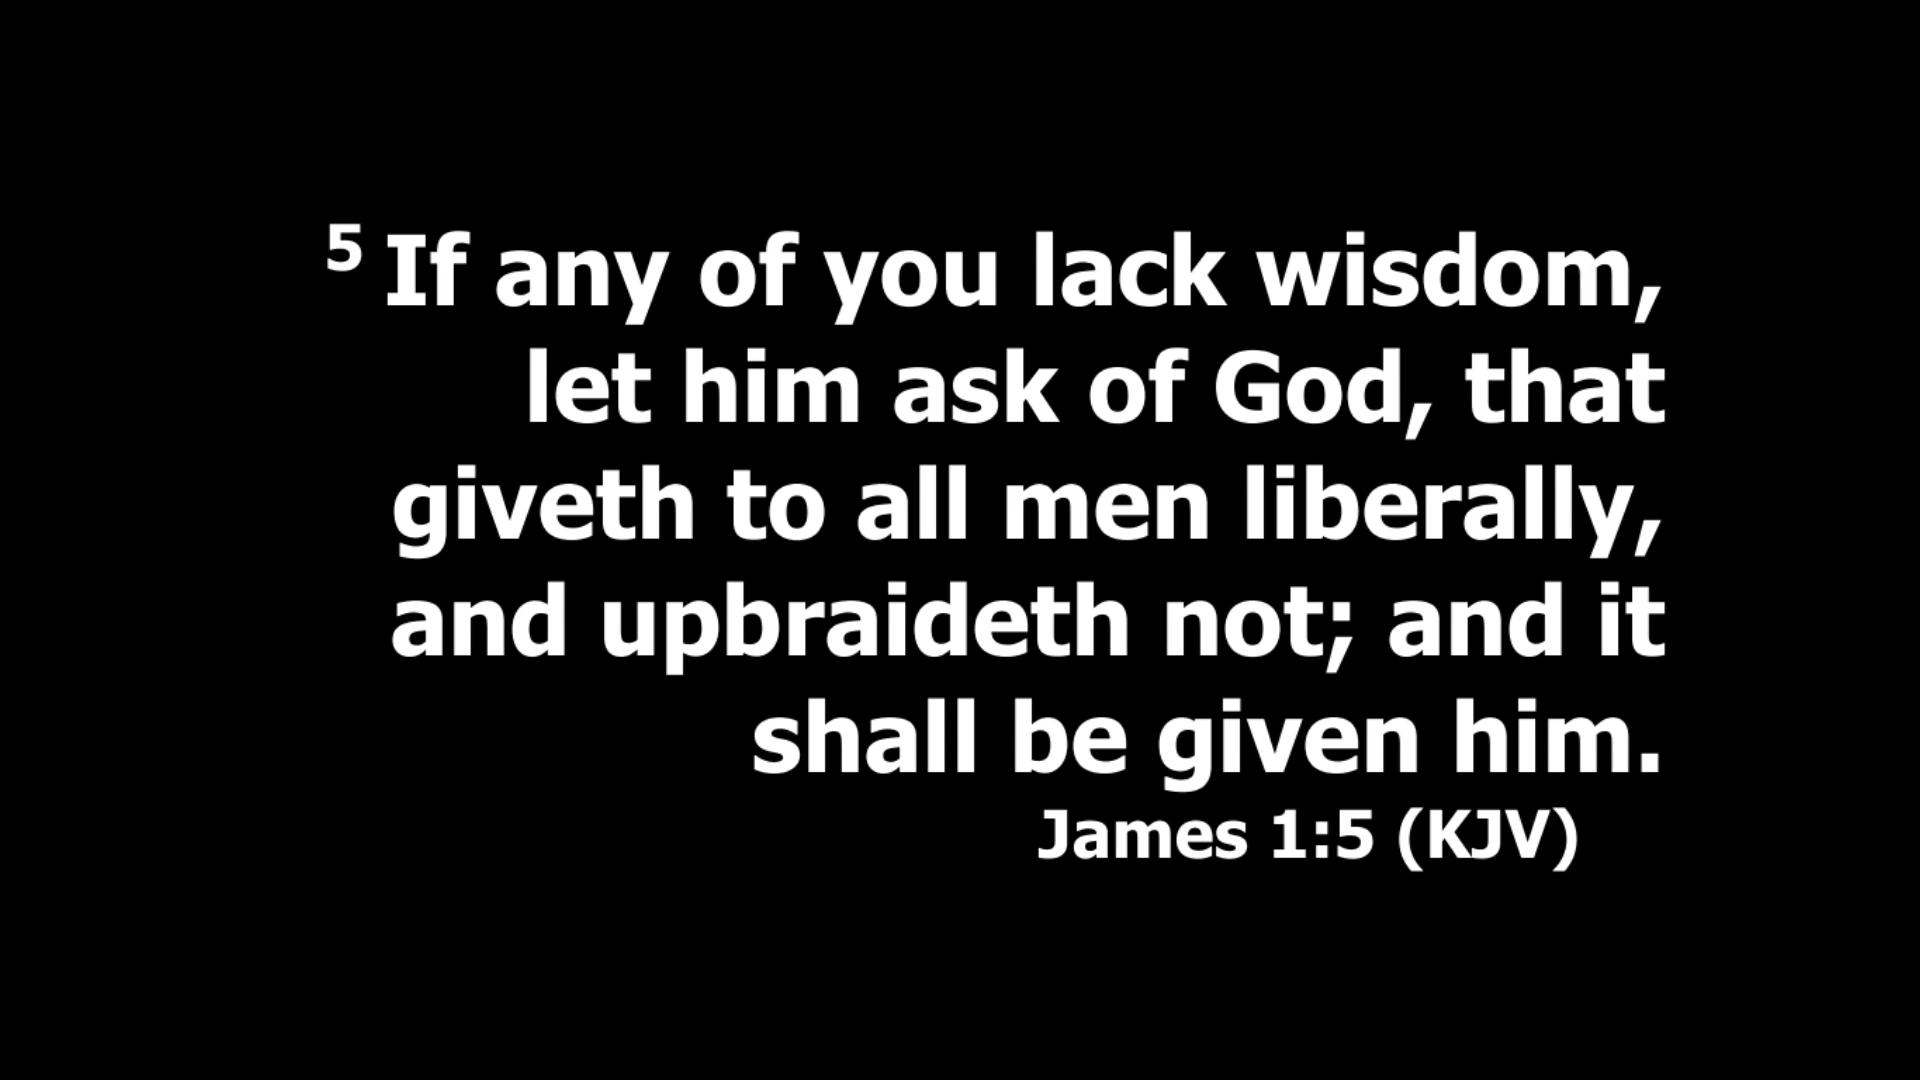 5 If any of you lack wisdom,
let him ask of God, that
giveth to all men liberally,
and upbraideth not; and it
shall be given him.
James 1:5 (KJV)